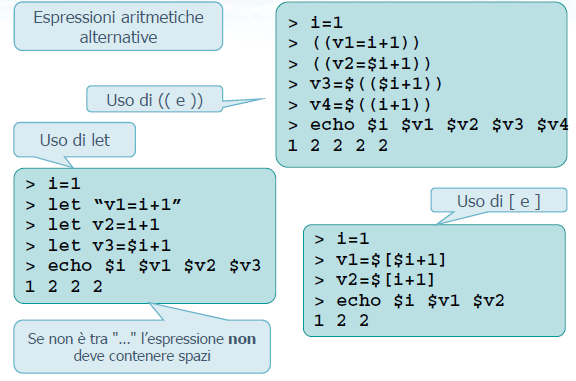 Espressioni aritmetiche
alternative
> i=1
> ((v1=i+1))
> ((v2=$i+1))
> v3=$(($i+1))
> v4=$((i+1))
> echo $i $v1 $v2 $v3 $v4
1 2 2 2 2
Uso di (( e ))
Uso di let
> i=1
> let “v1=i+1”
> let v2=i+1
> let v3=$i+1
> echo $i $v1 $v2 $v3
1 2 2 2
Se non è tra "…" l’espressione non
deve contenere spazi
Uso di [ e ]
> i=1
> v1=$[$i+1]
> v2=$[i+1]
> echo $i $v1 $v2
1 2 2